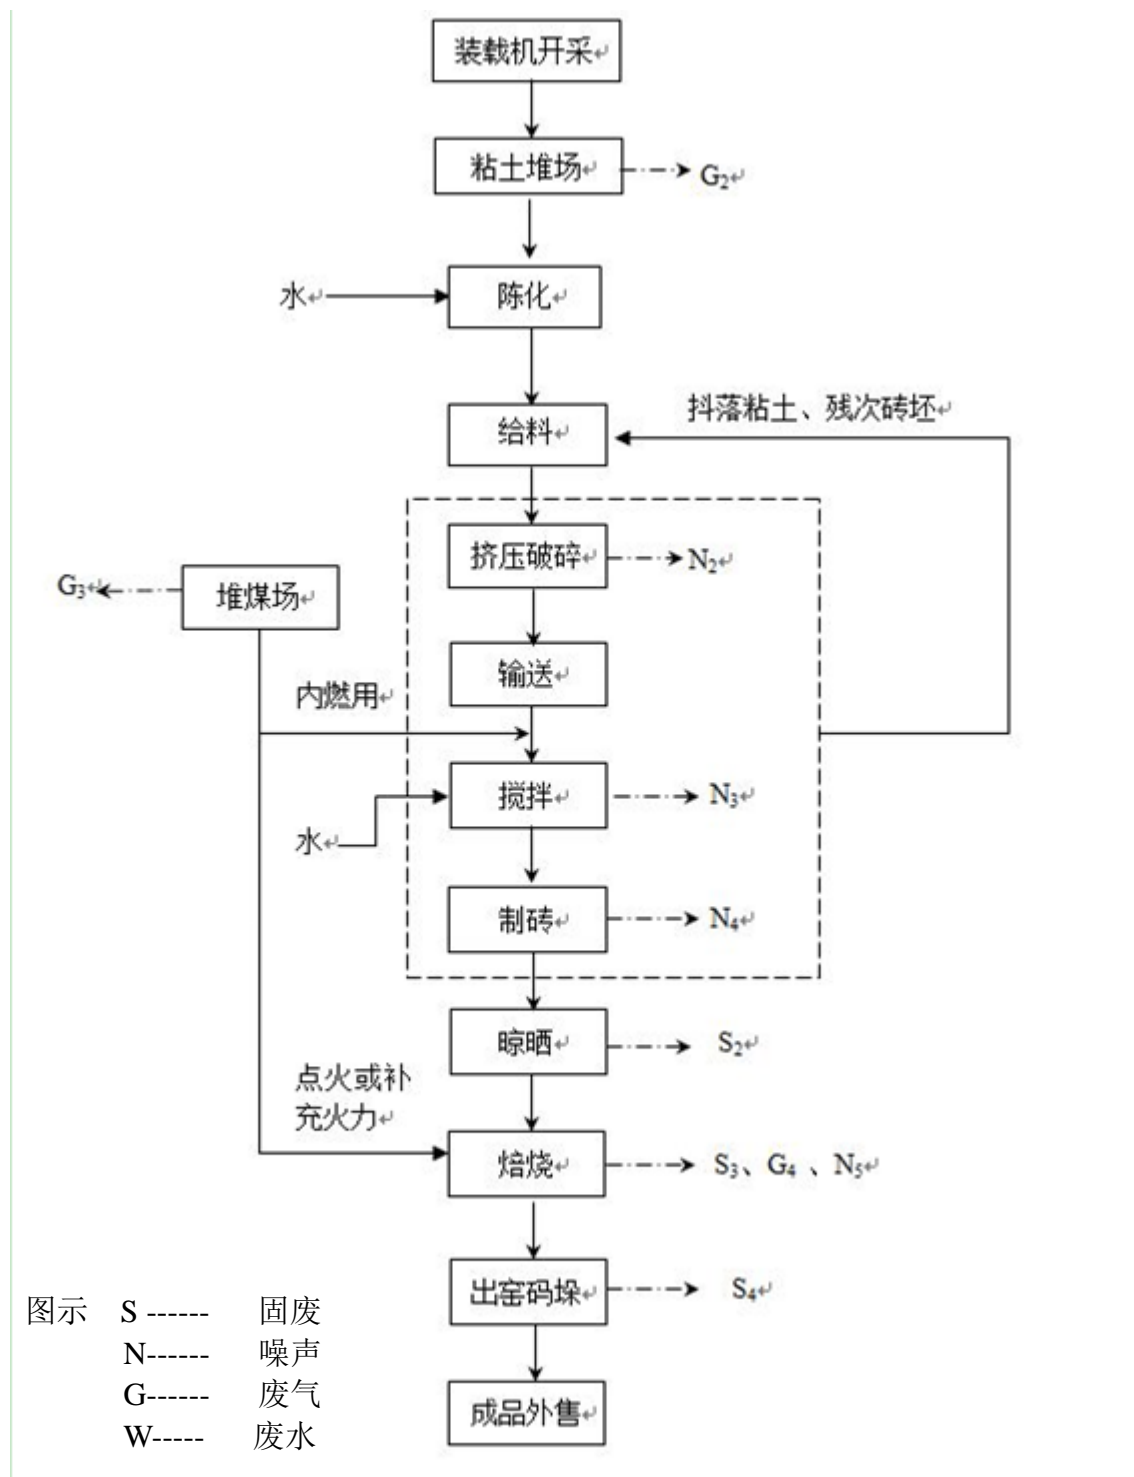 装载机开采
粘土堆场
G2
水
陈化
抖落粘土、残次砖坯
给料
挤压破碎
N2
G3
堆煤场
输送
内燃用
搅拌
N3
水
制砖
N4
晾晒
S2
点火或补
充火力
焙烧
S3、G4 、N5
出窑码垛
S4
图示 S ------ 固废
N------ 噪声
G------ 废气
W----- 废水
成品外售